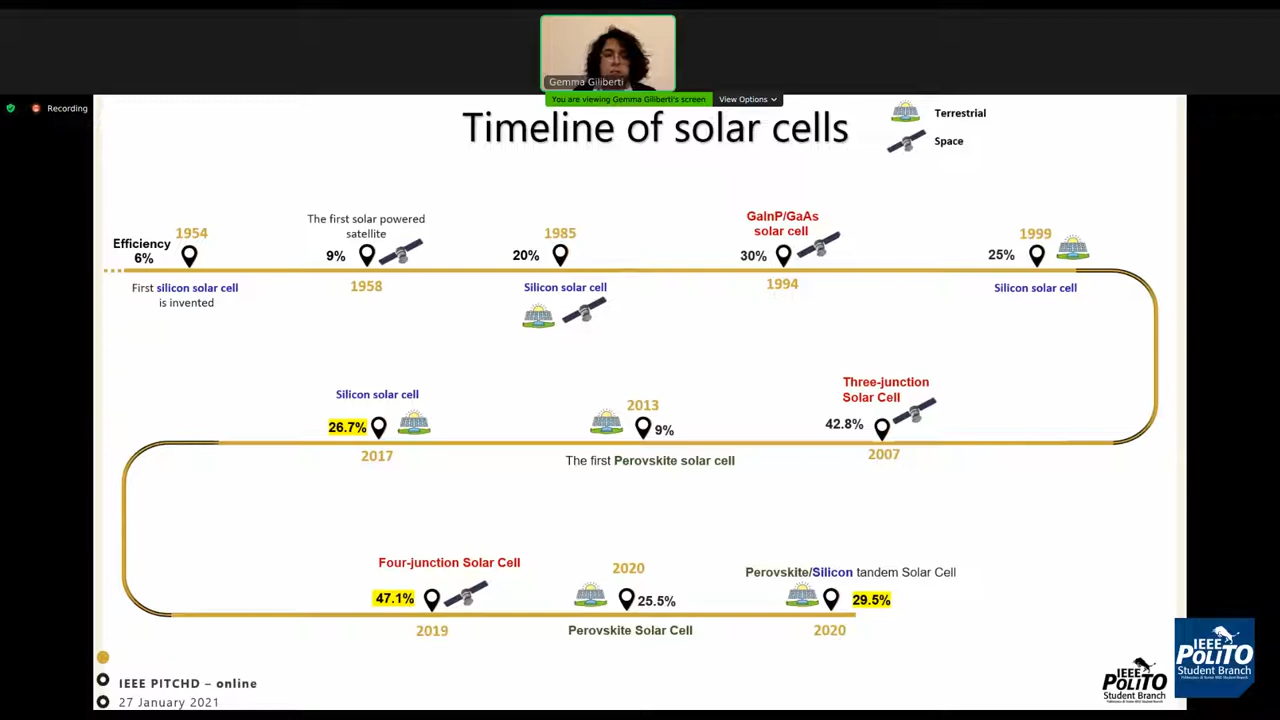 Gemma Giliberti
You are viewing Gemma Giliberti's screen
View Options
Recording
Timeline of solar cells
Terrestrial
Space
Efficiency
6%
1954
First silicon solar cell
is invented
The first solar powered
satellite
9%
1958
1985
20%
Silicon solar cell
GaInP/GaAs
solar cell
30%
1994
1999
25%
Silicon solar cell
Silicon solar cell
26.7%
2017
2013
9%
The first Perovskite solar cell
Three-junction
Solar Cell
42.8%
2007
Four-junction Solar Cell
47.1%
2019
2020
25.5%
Perovskite Solar Cell
Perovskite/Silicon tandem Solar Cell
29.5%
2020
IEEE PITCHD – online
27 January 2021
IEEE
POLITO
Student Branch
IEEE
POLITO
Student Branch